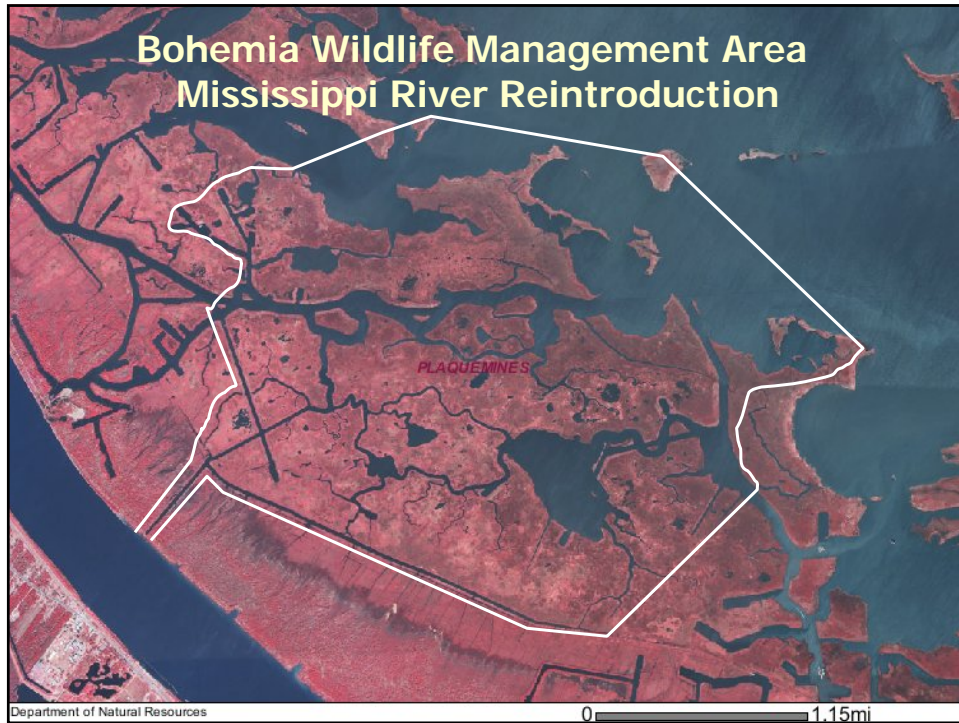 Bohemia Wildlife Management Area
Mississippi River Reintroduction
PLAQUEMINES
Department of Natural Resources
0 1.15mi